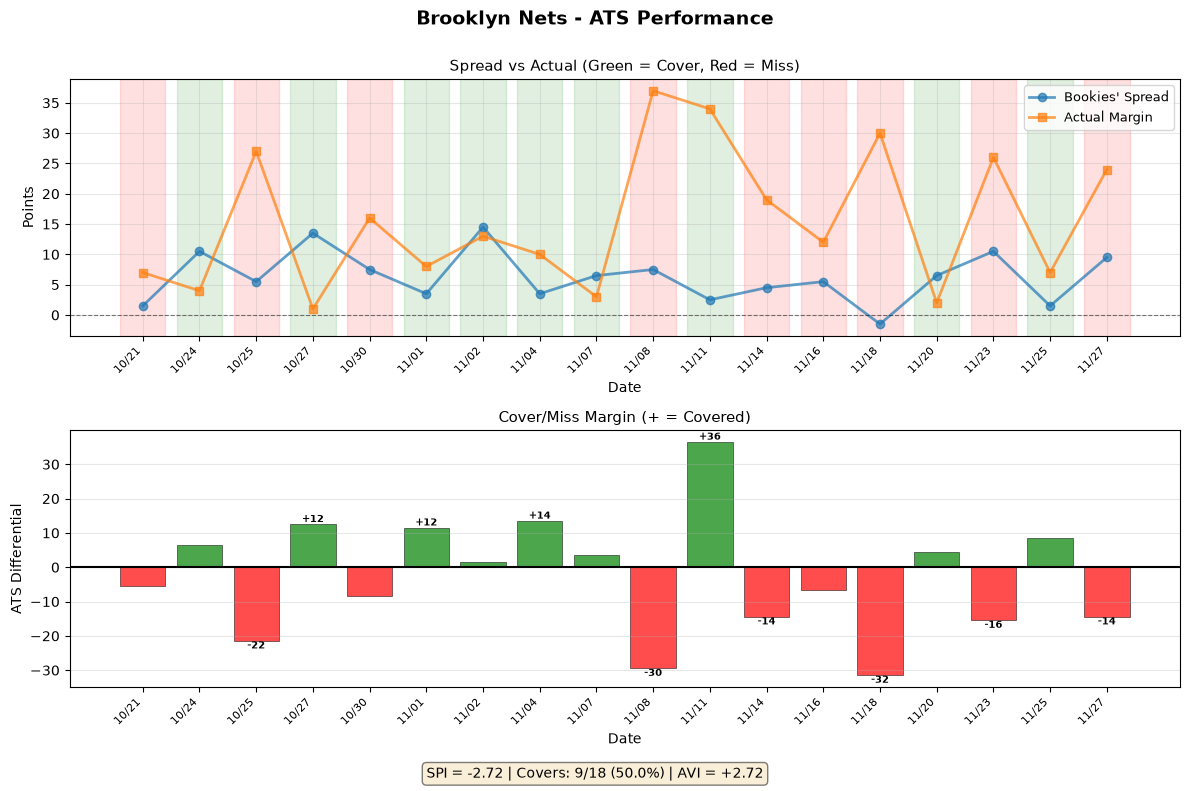 Brooklyn Nets - ATS Performance
Spread vs Actual (Green = Cover, Red = Miss)
Bookies' Spread
Actual Margin
Points
35
30
25
20
15
10
5
0
10/21 10/24 10/25 10/27 10/30 11/01 11/02 11/04 11/07 11/08 11/11 11/14 11/16 11/18 11/20 11/23 11/25 11/27
Date
Cover/Miss Margin (+ = Covered)
ATS Differential
30
20
10
0
−10
−20
−30
-22 +12 +12 +14 -30 +36 -14 -32 -16 -14
10/21 10/24 10/25 10/27 10/30 11/01 11/02 11/04 11/07 11/08 11/11 11/14 11/16 11/18 11/20 11/23 11/25 11/27
Date
SPI = -2.72 | Covers: 9/18 (50.0%) | AVI = +2.72